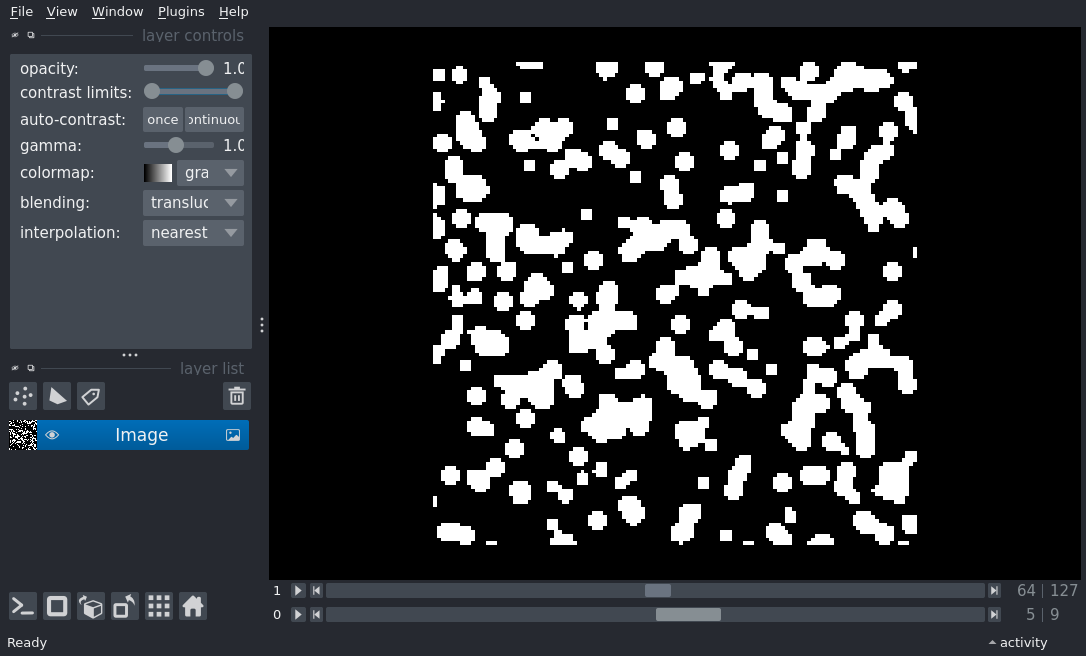 File View Window Plugins Help
layer controls
opacity: 1.0
contrast limits:
auto-contrast: once ontinuou
gamma: 1.0
colormap: gra
blending: transluc
interpolation: nearest
layer list
Image
1 64 | 127
0 5 | 9
Ready activity